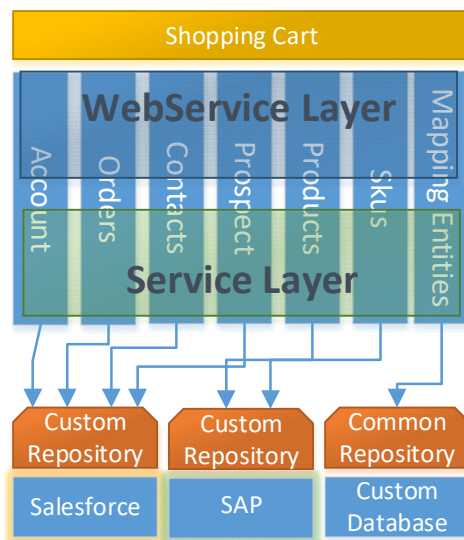 Shopping Cart
WebService Layer
Account
Orders
Contacts
Prospect
Products
Skus
Mapping Entities
Service Layer
Custom
Repository
Custom
Repository
Common
Repository
Salesforce
SAP
Custom
Database